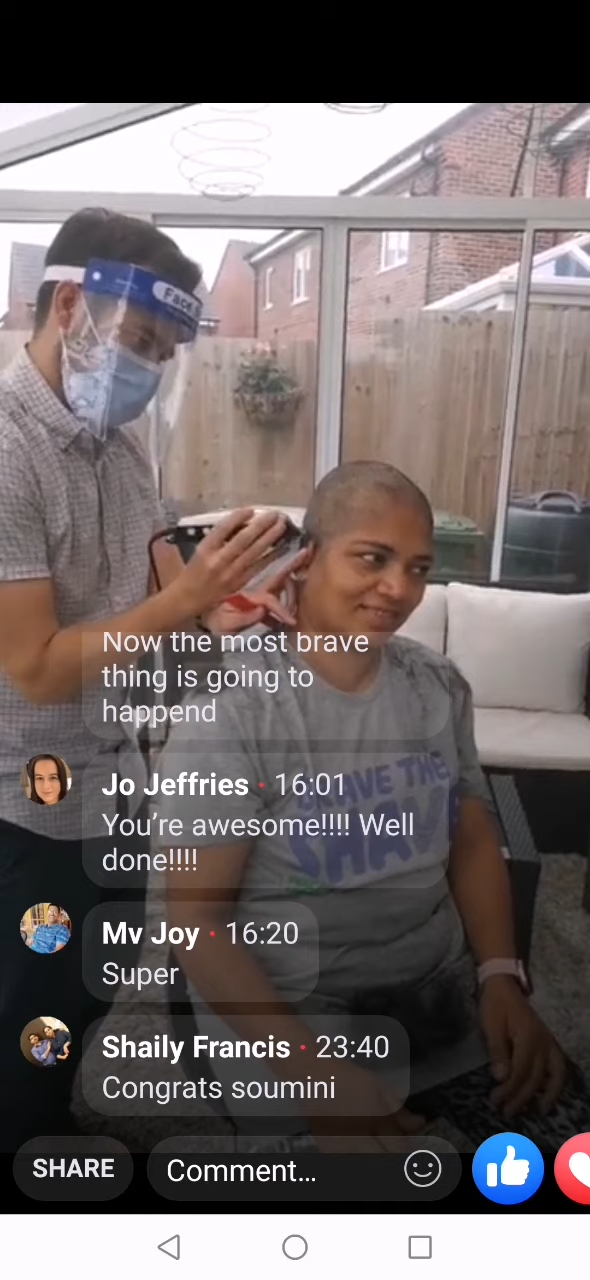 Face
Now the most brave
thing is going to
happend
Jo Jeffries · 16:01
You’re awesome!!!! Well
done!!!!
BRAVE THE
SHAVE
Mv Joy · 16:20
Super
Shaily Francis · 23:40
Congrats soumini
SHARE
Comment...